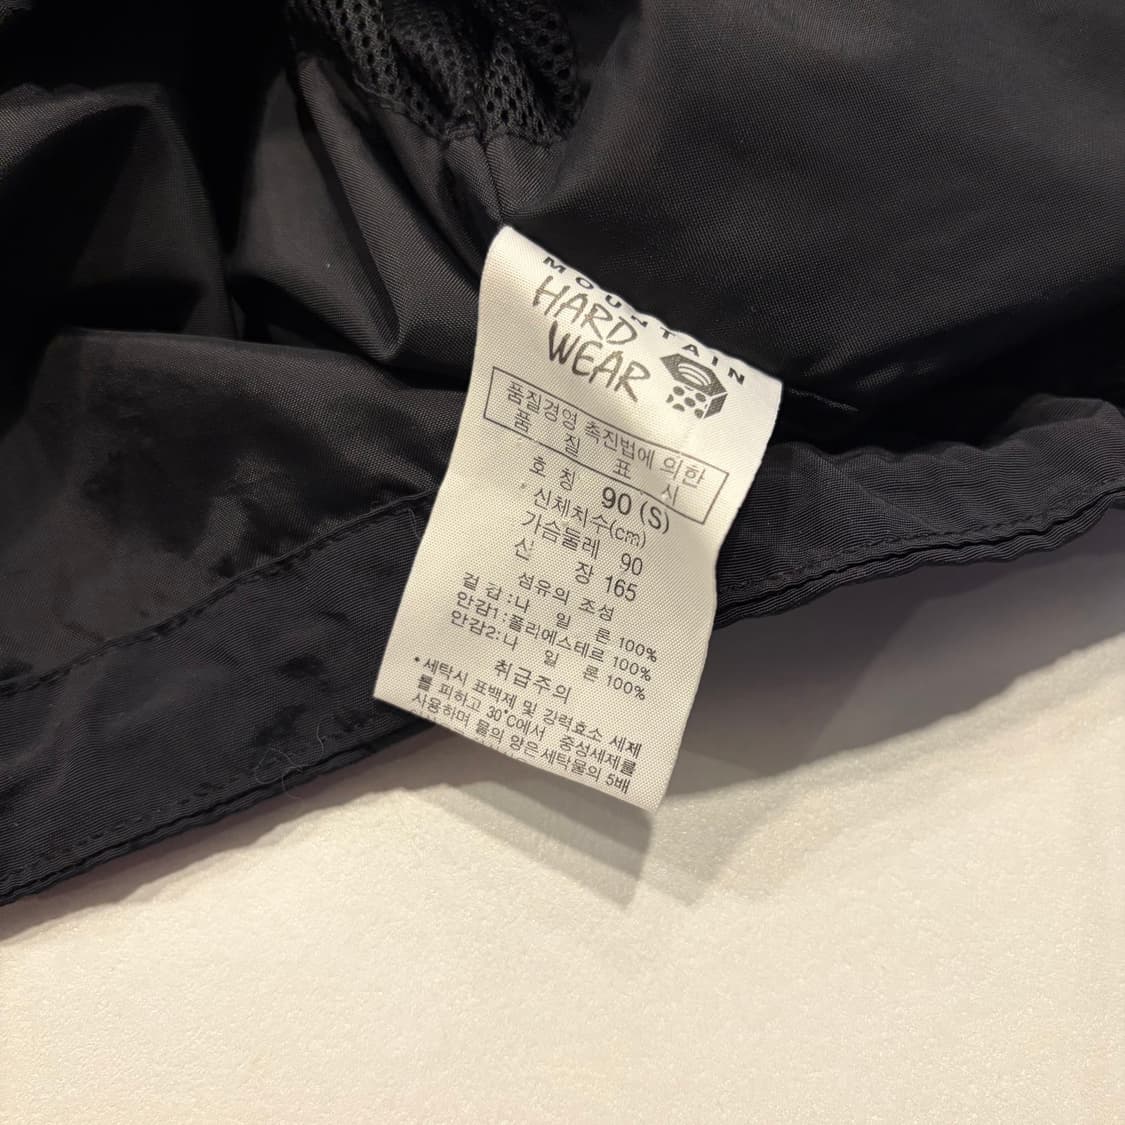 MOUNTAIN
HARD
WEAR
품질경영 촉진법에 의한
품 질 표 시
호 칭 90 (S)
신체치수(cm)
가슴둘레 90
신 장 165
섬유의 조성
겉 감 : 나 일 론 100%
안감1 : 폴리에스테르 100%
안감2 : 나 일 론 100%
취급주의
*세탁시 표백제 및 강력효소 세제
를 피하고 30°C에서 중성세제를
사용하며 물의 양은 세탁물의 5배